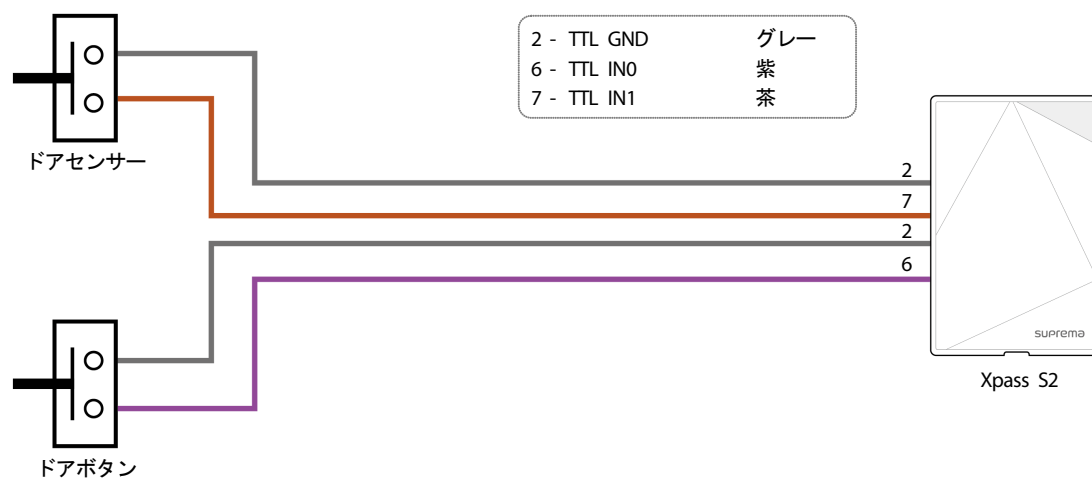 2 - TTL GND グレー
6 - TTL IN0 紫
7 - TTL IN1 茶
ドアセンサー
2
7
2
6
suprema
Xpass S2
ドアボタン